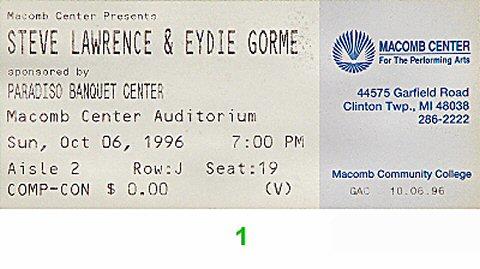 Macomb Center Presents
STEVE LAWRENCE & EYDIE GORME
sponsored by
PARADISO BANQUET CENTER
Macomb Center Auditorium
Sun, Oct 06, 1996 7:00 PM
Aisle 2 Row:J Seat:19
COMP-CON $ 0.00 (V)
MACOMB CENTER
For The Performing Arts
44575 Garfield Road
Clinton Twp., MI 48038
286-2222
Macomb Community College
GAC 10.06.96
1